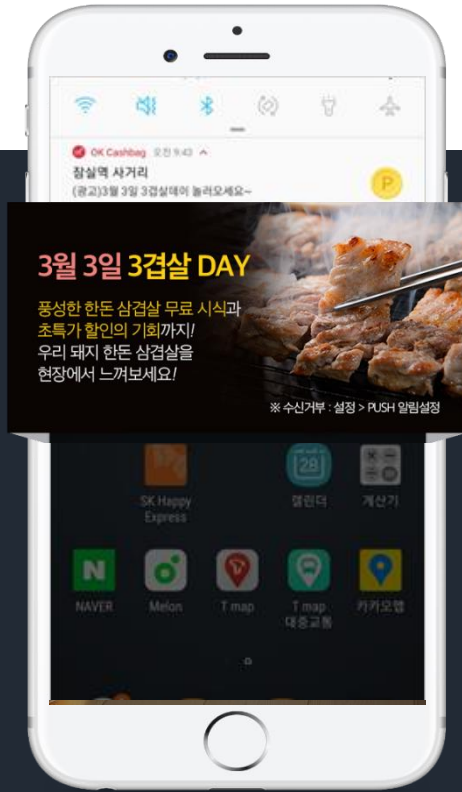 OK Cashbag 오전 9:43
잠실역 사거리
(광고)3월 3일 3겹살데이 놀러오세요~
P
3월 3일 3겹살 DAY
풍성한 한돈 삼겹살 무료 시식과
초특가 할인의 기회까지!
우리 돼지 한돈 삼겹살을
현장에서 느껴보세요!
※ 수신거부 : 설정 > PUSH 알림설정
28
SK Happy
Express
캘린더
계산기
N
NAVER
Melon
T map
T map
대중교통
카카오맵